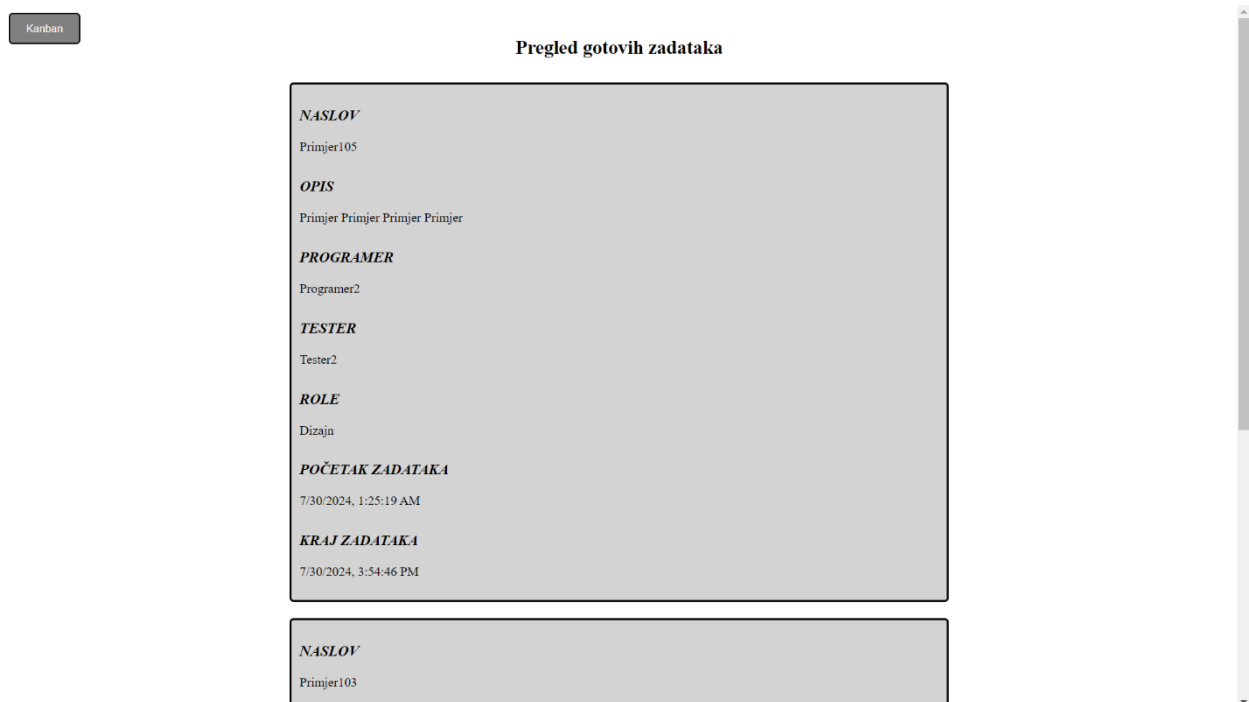 Kanban
Pregled gotovih zadataka
NASLOV
Primjer105
OPIS
Primjer Primjer Primjer Primjer
PROGRAMER
Programer2
TESTER
Tester2
ROLE
Dizajn
POČETAK ZADATAKA
7/30/2024, 1:25:19 AM
KRAJ ZADATAKA
7/30/2024, 3:54:46 PM
NASLOV
Primjer103